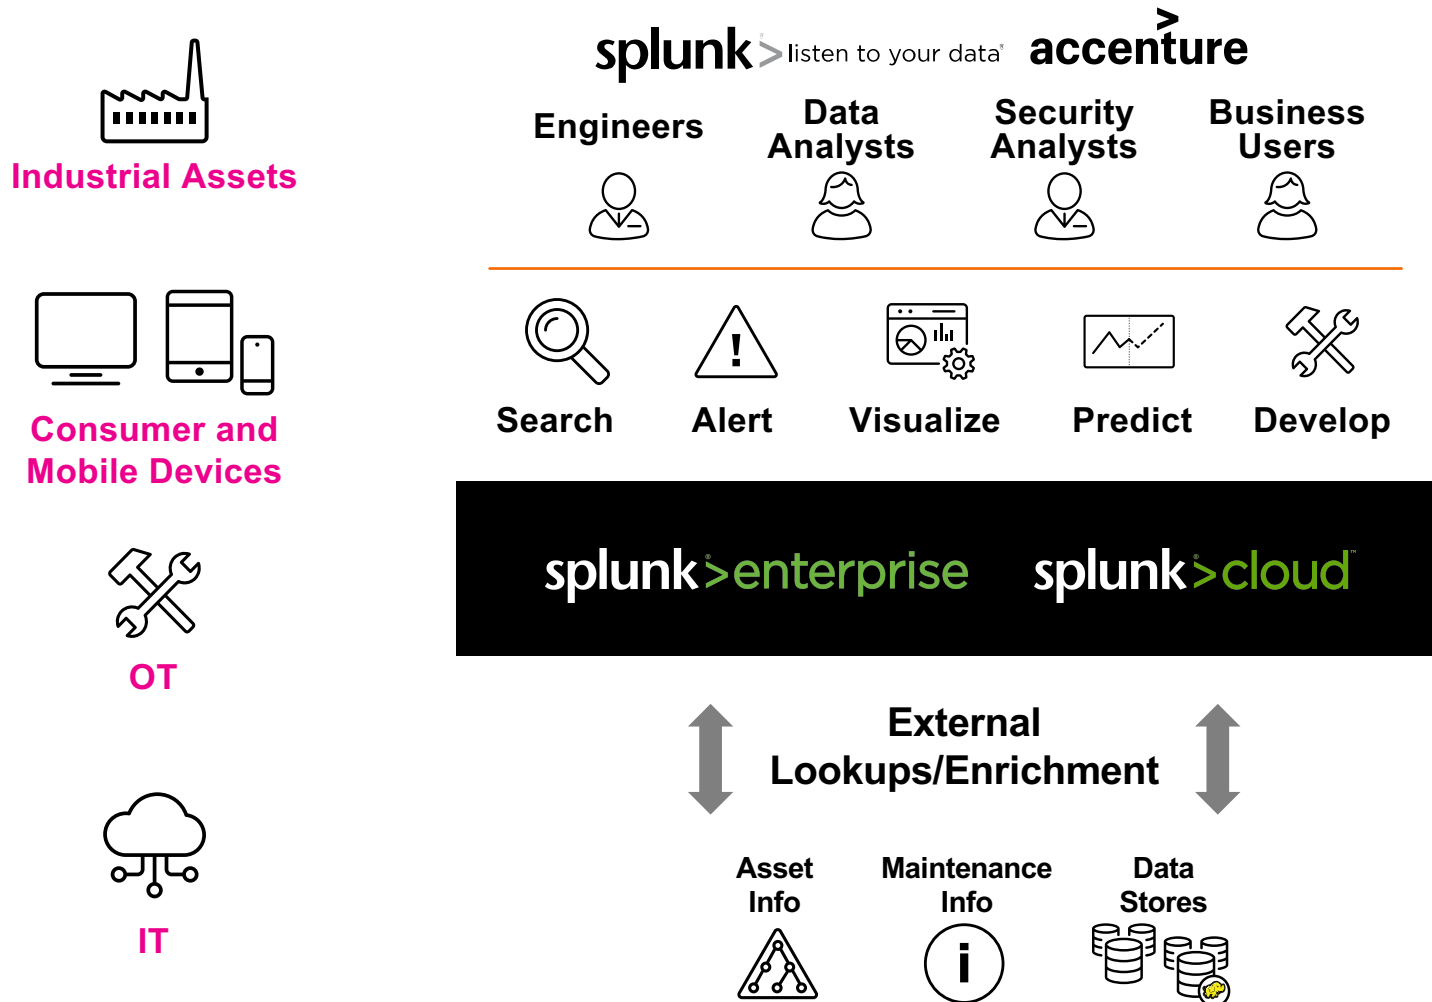 splunk> listen to your data®
accenture
Industrial Assets
Engineers
Data
Analysts
Security
Analysts
Business
Users
Consumer and
Mobile Devices
Search
Alert
Visualize
Predict
Develop
splunk>enterprise
splunk>cloud™
OT
External
Lookups/Enrichment
IT
Asset
Info
Maintenance
Info
Data
Stores